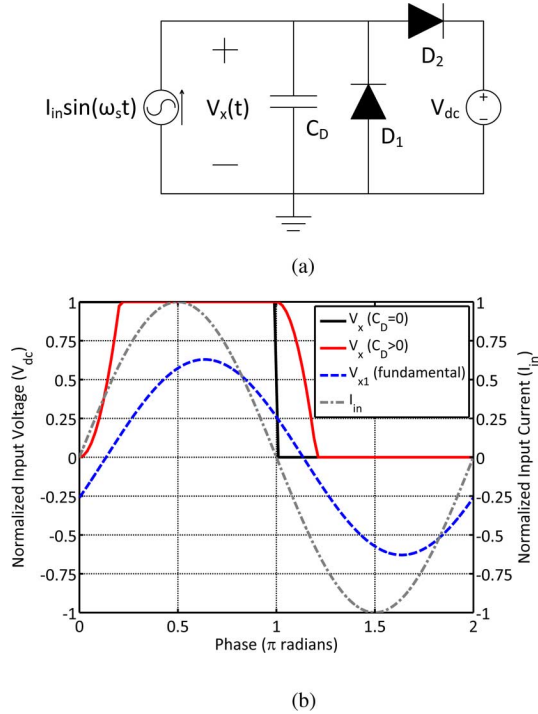 D₂
+
I_in sin(ω_s t)
V_x(t)
C_D
D₁
V_dc
+
−
−
(a)
Normalized Input Voltage (V_dc)
1
0.75
0.5
0.25
0
-0.25
-0.5
-0.75
-1
V_x (C_D=0)
V_x (C_D>0)
V_x1 (fundamental)
I_in
1
0.75
0.5
0.25
0
-0.25
-0.5
-0.75
-1
Normalized Input Current (I_in)
0
0.5
1
1.5
2
Phase (π radians)
(b)